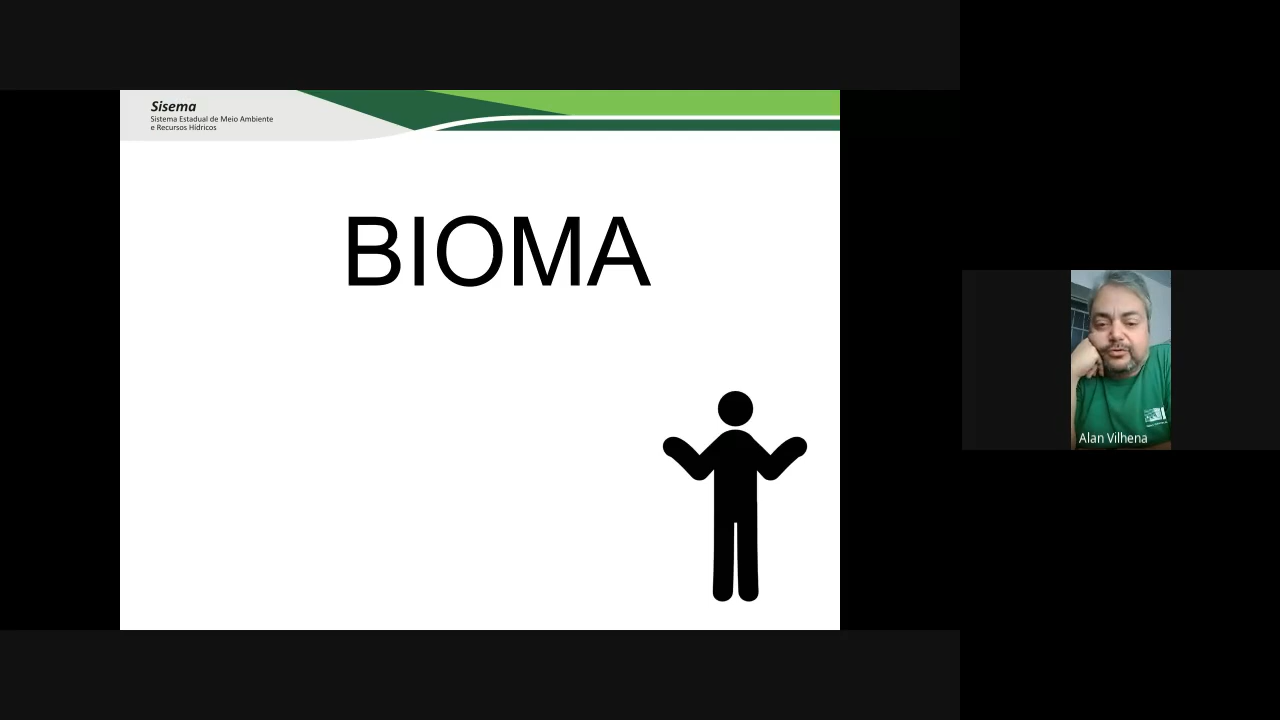 Sisema
Sistema Estadual de Meio Ambiente
e Recursos Hídricos
BIOMA
Alan Vilhena